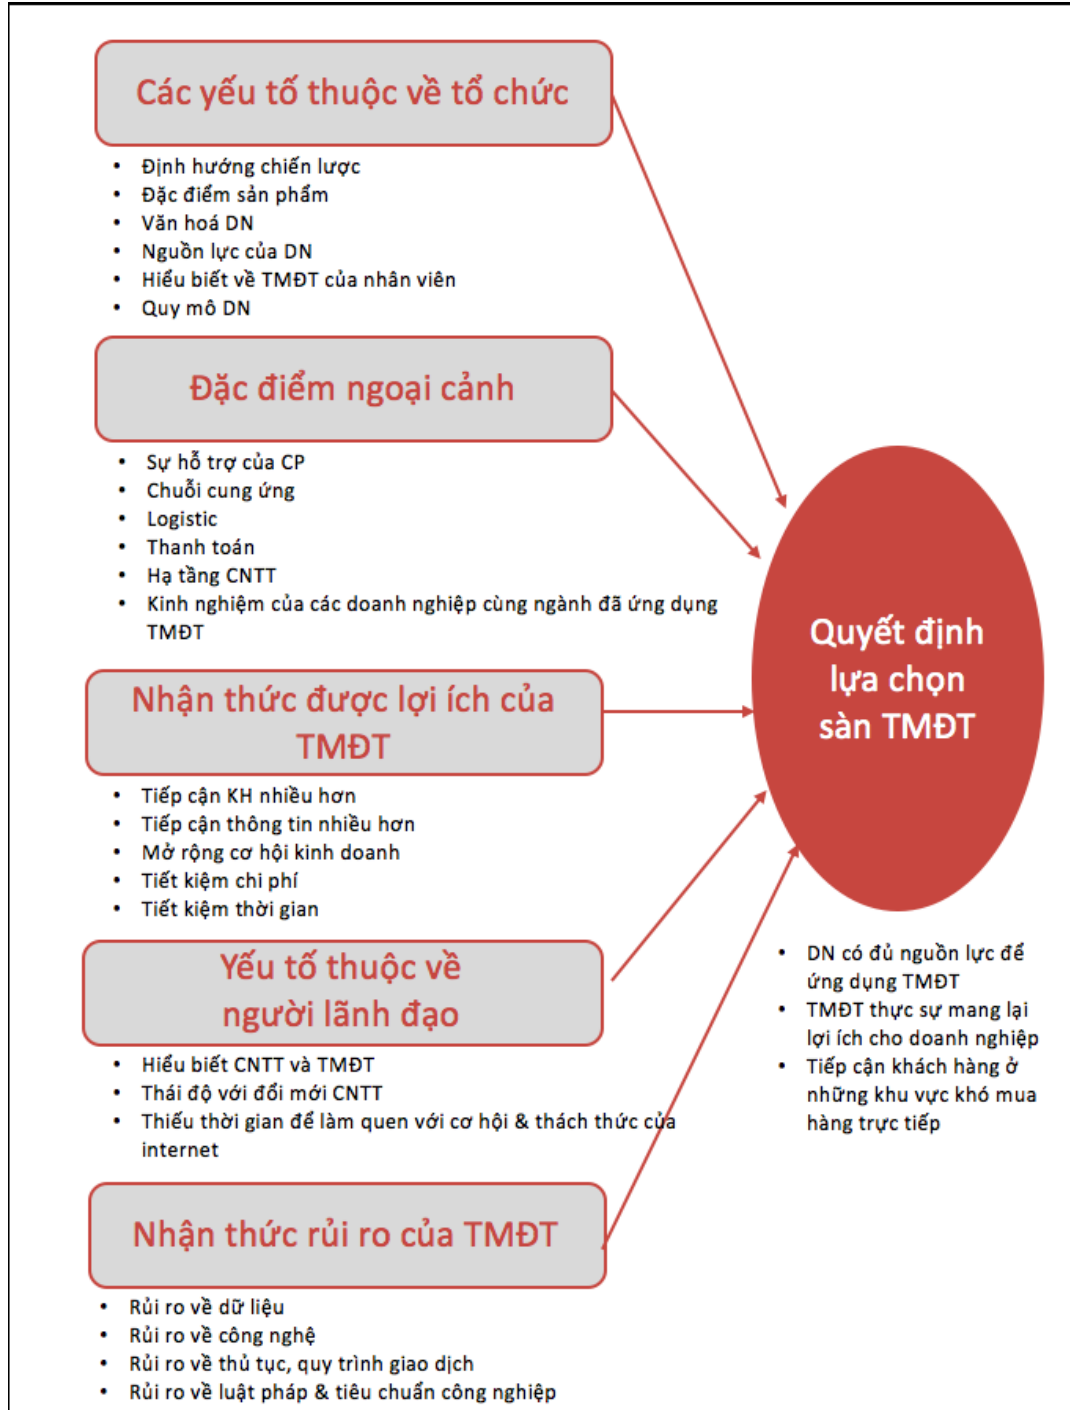 Các yếu tố thuộc về tổ chức
• Định hướng chiến lược
• Đặc điểm sản phẩm
• Văn hoá DN
• Nguồn lực của DN
• Hiểu biết về TMĐT của nhân viên
• Quy mô DN
Đặc điểm ngoại cảnh
• Sự hỗ trợ của CP
• Chuỗi cung ứng
• Logistic
• Thanh toán
• Hạ tầng CNTT
• Kinh nghiệm của các doanh nghiệp cùng ngành đã ứng dụng
TMĐT
Nhận thức được lợi ích của
TMĐT
• Tiếp cận KH nhiều hơn
• Tiếp cận thông tin nhiều hơn
• Mở rộng cơ hội kinh doanh
• Tiết kiệm chi phí
• Tiết kiệm thời gian
Yếu tố thuộc về
người lãnh đạo
• Hiểu biết CNTT và TMĐT
• Thái độ với đổi mới CNTT
• Thiếu thời gian để làm quen với cơ hội & thách thức của
internet
Nhận thức rủi ro của TMĐT
• Rủi ro về dữ liệu
• Rủi ro về công nghệ
• Rủi ro về thủ tục, quy trình giao dịch
• Rủi ro về luật pháp & tiêu chuẩn công nghiệp
Quyết định
lựa chọn
sàn TMĐT
• DN có đủ nguồn lực để
ứng dụng TMĐT
• TMĐT thực sự mang lại
lợi ích cho doanh nghiệp
• Tiếp cận khách hàng ở
những khu vực khó mua
hàng trực tiếp